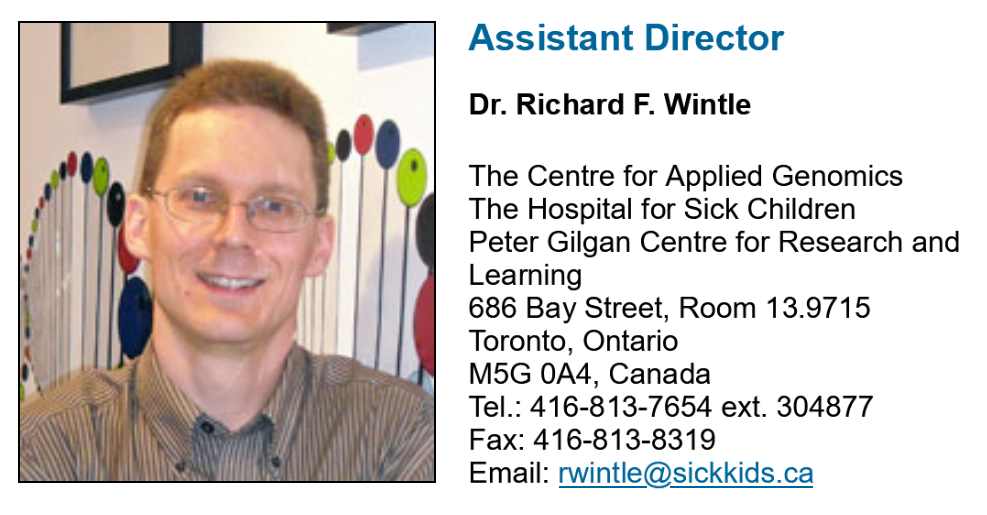 Assistant Director
Dr. Richard F. Wintle
The Centre for Applied Genomics
The Hospital for Sick Children
Peter Gilgan Centre for Research and
Learning
686 Bay Street, Room 13.9715
Toronto, Ontario
M5G 0A4, Canada
Tel.: 416-813-7654 ext. 304877
Fax: 416-813-8319
Email: rwintle@sickkids.ca